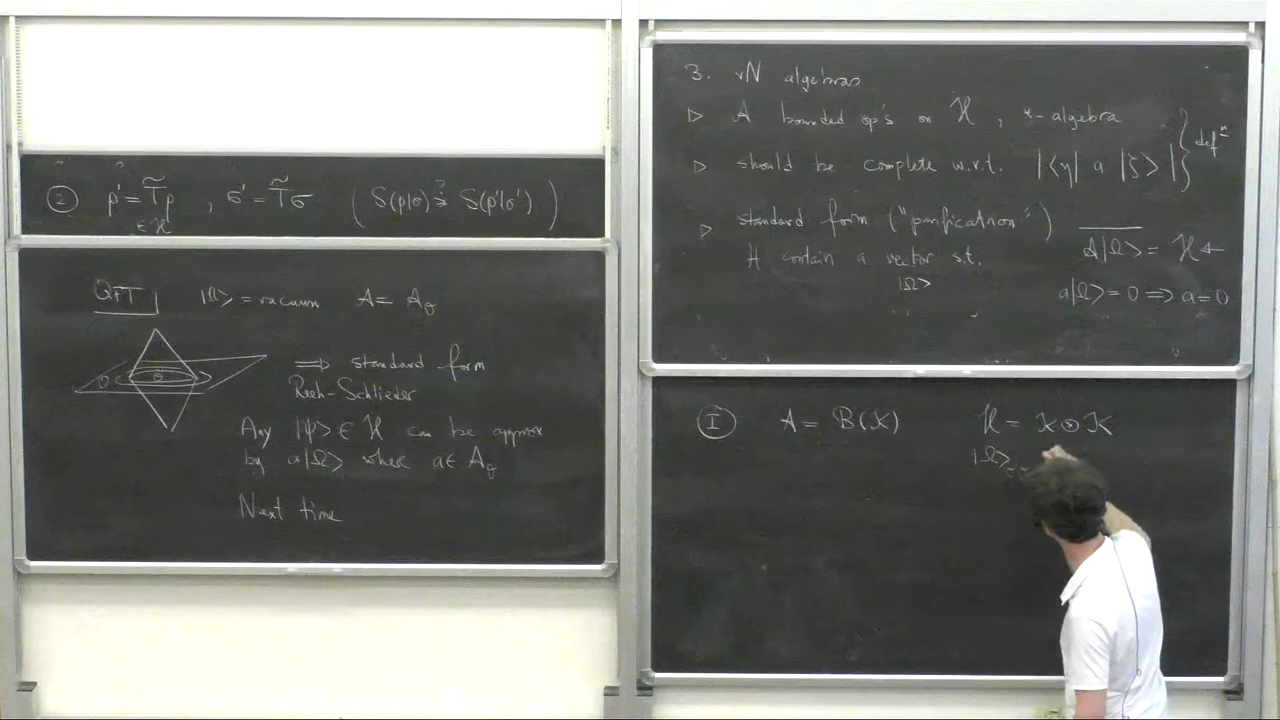 ② ρ' = T̃ρ , σ' = T̃σ ( S(ρ|σ) ≥? S(ρ'|σ') )
∈ ℋ
QFT |Ω> = vacuum A = A_O
⟹ standard form
Reeh-Schlieder
Any |ψ> ∈ ℋ can be approx
by a|Ω> where a ∈ A_O
Next time
3. vN algebras
▷ A bounded op's on ℋ , *-algebra
▷ should be complete w.r.t. |<η| a |ζ>| } defⁿ
▷ standard form ("purification")
H contain a vector s.t.
|Ω>
A|Ω> = ℋ ←
a|Ω> = 0 ⟹ a = 0
Ⓘ A = B(K) ℋ = K ⊗ K
|Ω>